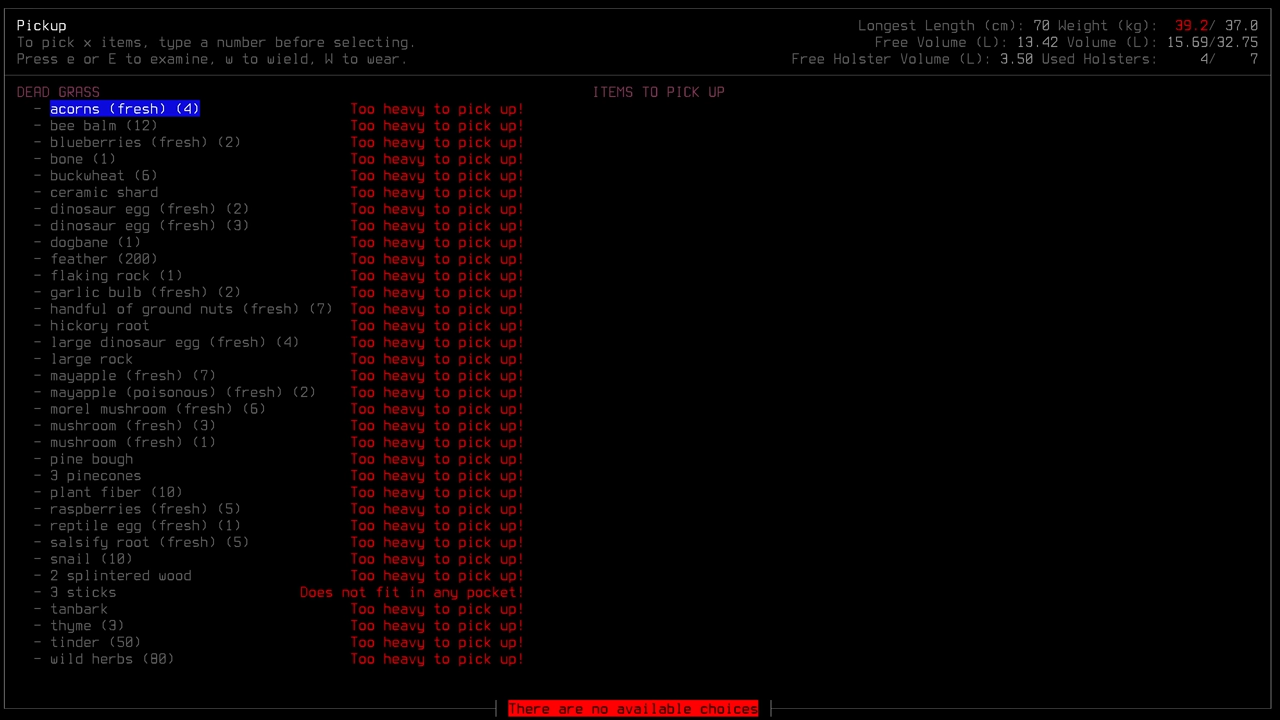 Pickup Longest Length (cm): 70 Weight (kg): 39.2/ 37.0
To pick x items, type a number before selecting. Free Volume (L): 13.42 Volume (L): 15.69/32.75
Press e or E to examine, w to wield, W to wear. Free Holster Volume (L): 3.50 Used Holsters: 4/ 7
DEAD GRASS ITEMS TO PICK UP
- acorns (fresh) (4) Too heavy to pick up!
- bee balm (12) Too heavy to pick up!
- blueberries (fresh) (2) Too heavy to pick up!
- bone (1) Too heavy to pick up!
- buckwheat (6) Too heavy to pick up!
- ceramic shard Too heavy to pick up!
- dinosaur egg (fresh) (2) Too heavy to pick up!
- dinosaur egg (fresh) (3) Too heavy to pick up!
- dogbane (1) Too heavy to pick up!
- feather (200) Too heavy to pick up!
- flaking rock (1) Too heavy to pick up!
- garlic bulb (fresh) (2) Too heavy to pick up!
- handful of ground nuts (fresh) (7) Too heavy to pick up!
- hickory root Too heavy to pick up!
- large dinosaur egg (fresh) (4) Too heavy to pick up!
- large rock Too heavy to pick up!
- mayapple (fresh) (7) Too heavy to pick up!
- mayapple (poisonous) (fresh) (2) Too heavy to pick up!
- morel mushroom (fresh) (6) Too heavy to pick up!
- mushroom (fresh) (3) Too heavy to pick up!
- mushroom (fresh) (1) Too heavy to pick up!
- pine bough Too heavy to pick up!
- 3 pinecones Too heavy to pick up!
- plant fiber (10) Too heavy to pick up!
- raspberries (fresh) (5) Too heavy to pick up!
- reptile egg (fresh) (1) Too heavy to pick up!
- salsify root (fresh) (5) Too heavy to pick up!
- snail (10) Too heavy to pick up!
- 2 splintered wood Too heavy to pick up!
- 3 sticks Does not fit in any pocket!
- tanbark Too heavy to pick up!
- thyme (3) Too heavy to pick up!
- tinder (50) Too heavy to pick up!
- wild herbs (80) Too heavy to pick up!
There are no available choices